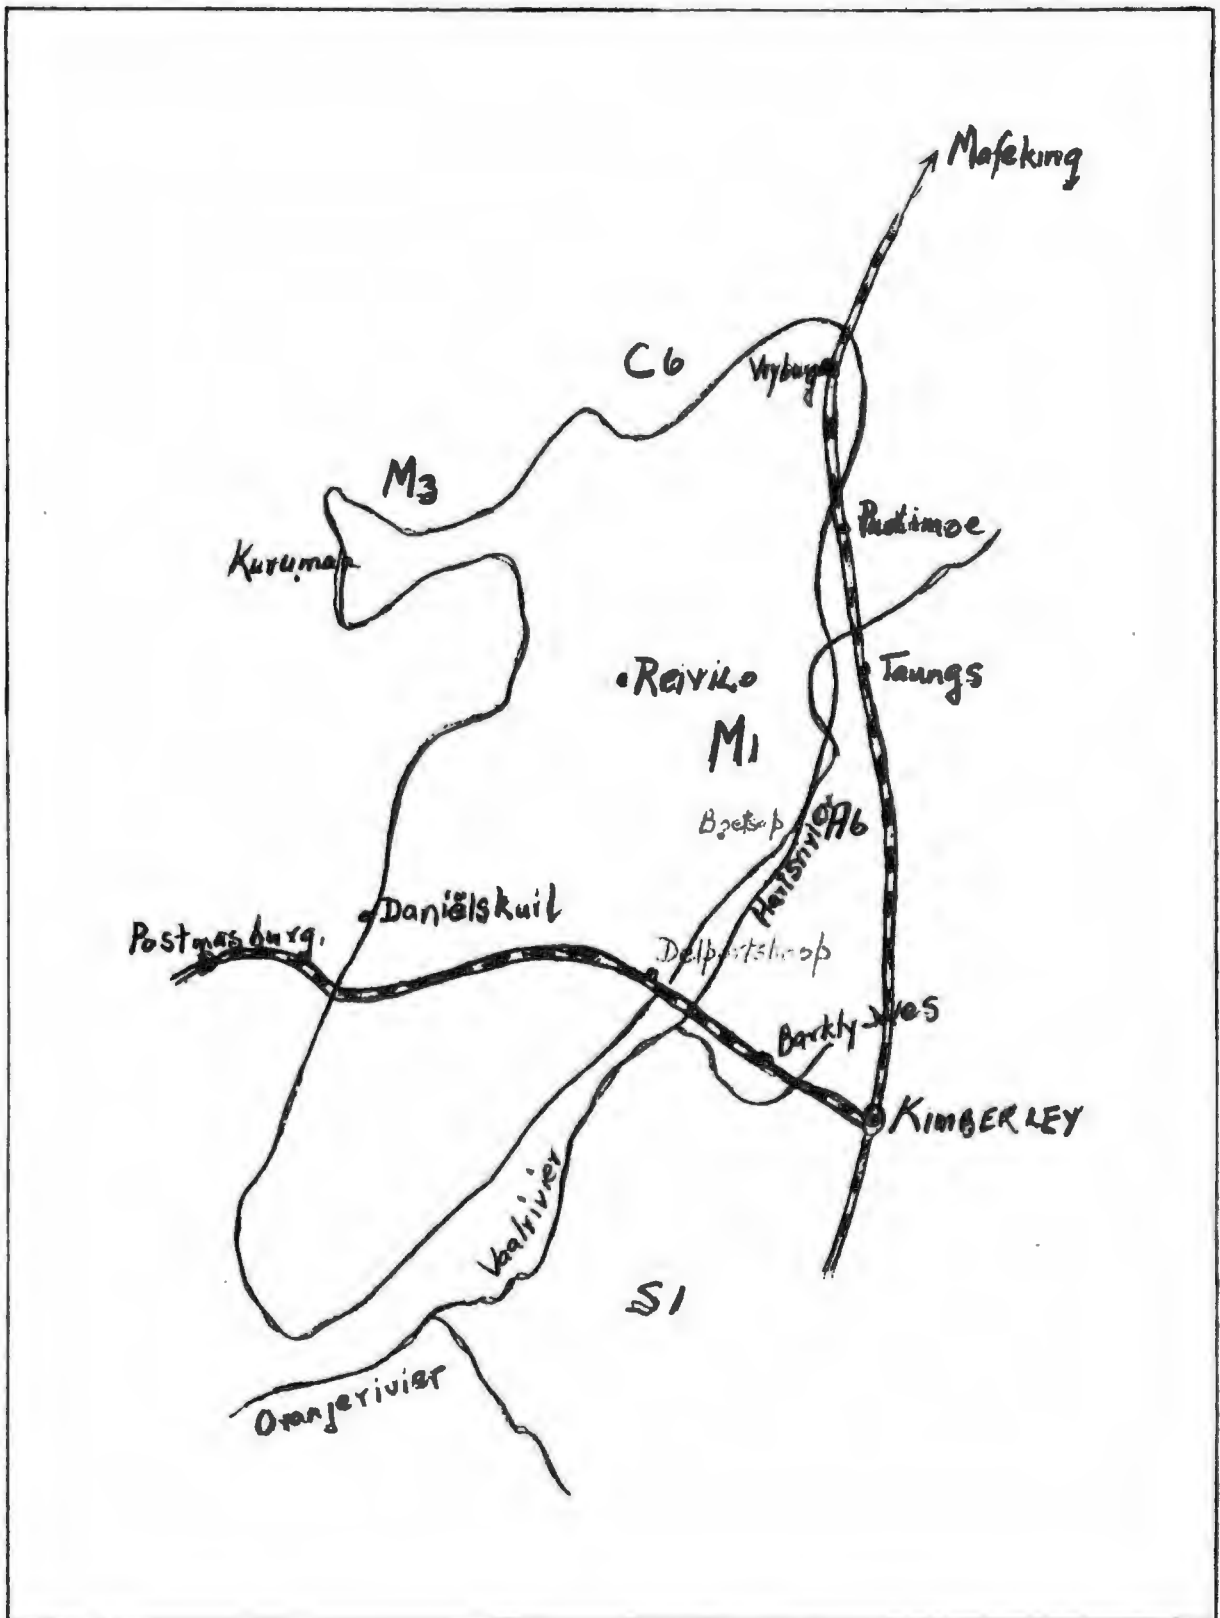 Mafeking
C6
Vryburg
M3
Pudimoe
Kuruman
Reivilo
Taungs
M1
Boetsap
A6
Hartsrivier
Daniëlskuil
Postmasburg.
Delportshoop
Barkly-Wes
KIMBERLEY
Vaalrivier
S1
Oranjerivier